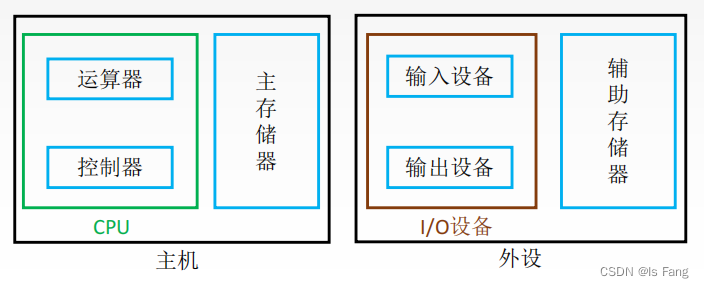 运算器
控制器
CPU
主存储器
主机
输入设备
输出设备
I/O设备
辅助存储器
外设
CSDN @Is Fang